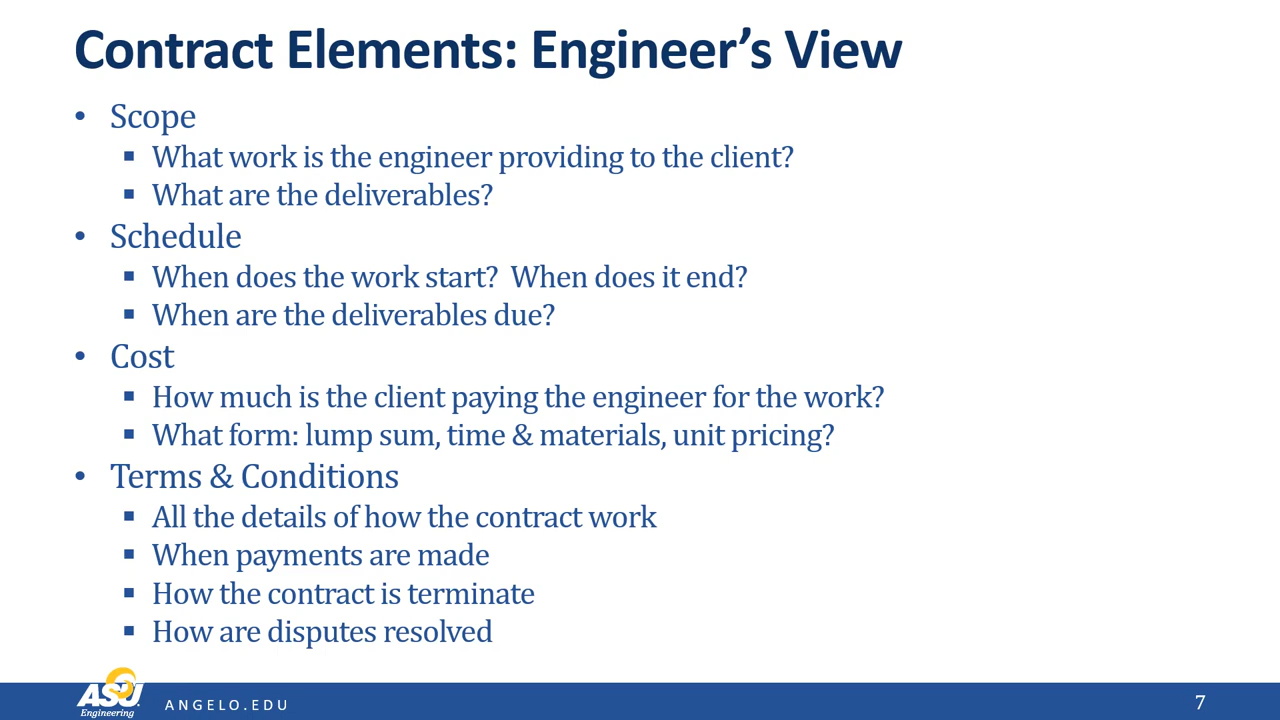 Contract Elements: Engineer’s View
• Scope
▪ What work is the engineer providing to the client?
▪ What are the deliverables?
• Schedule
▪ When does the work start?  When does it end?
▪ When are the deliverables due?
• Cost
▪ How much is the client paying the engineer for the work?
▪ What form: lump sum, time & materials, unit pricing?
• Terms & Conditions
▪ All the details of how the contract work
▪ When payments are made
▪ How the contract is terminate
▪ How are disputes resolved
ASU
Engineering
ANGELO.EDU
7